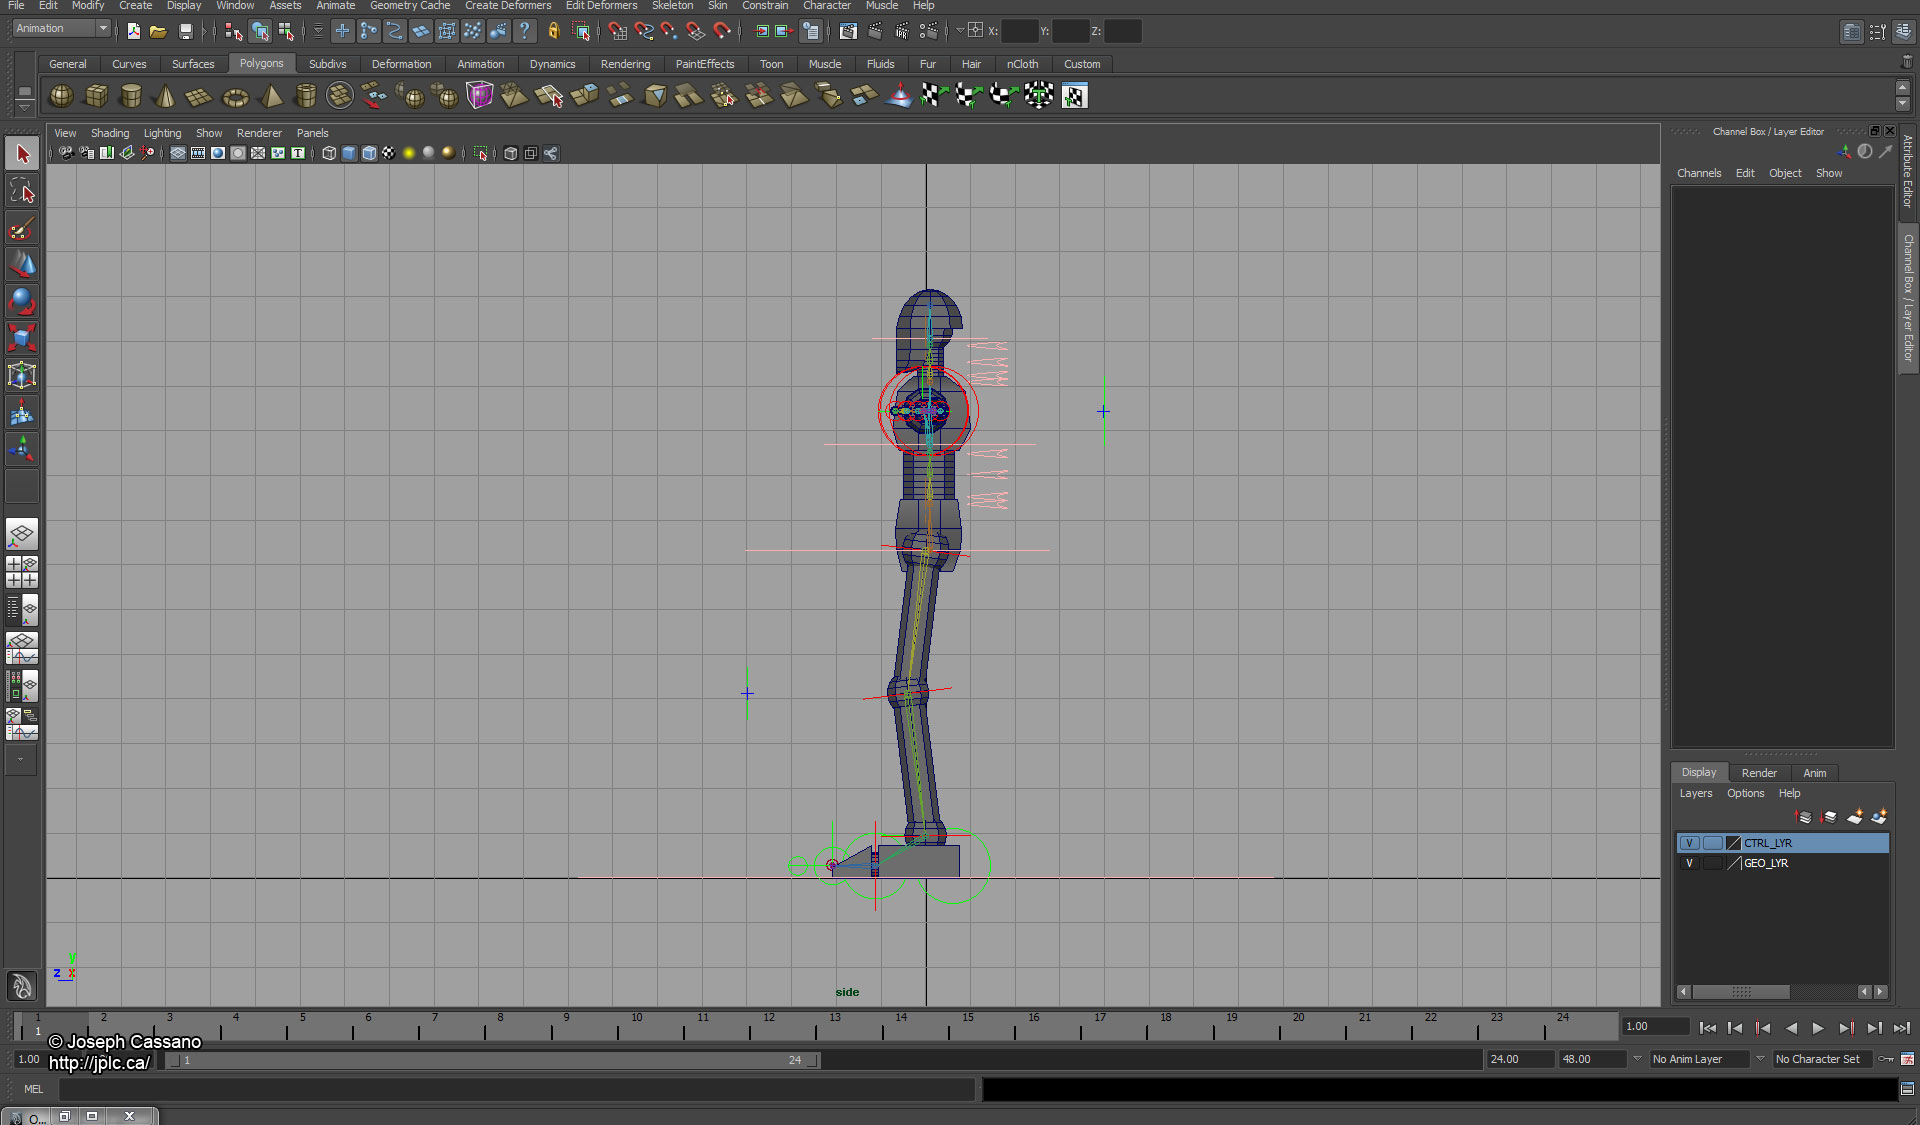 File Edit Modify Create Display Window Assets Animate Geometry Cache Create Deformers Edit Deformers Skeleton Skin Constrain Character Muscle Help
Animation X: Y: Z:
General Curves Surfaces Polygons Subdivs Deformation Animation Dynamics Rendering PaintEffects Toon Muscle Fluids Fur Hair nCloth Custom
View Shading Lighting Show Renderer Panels
Channel Box / Layer Editor
Channels Edit Object Show
Attribute Editor
Channel Box / Layer Editor
Display Render Anim
Layers Options Help
V CTRL_LYR
V GEO_LYR
y
z x
side
1 2 3 4 5 6 7 8 9 10 11 12 13 14 15 16 17 18 19 20 21 22 23 24
1 1.00
© Joseph Cassano
1.00 1 24 24.00 48.00 No Anim Layer No Character Set
http://jplc.ca/
MEL
O...